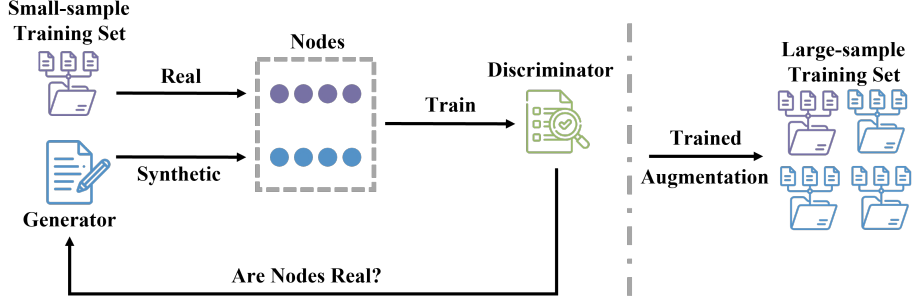 Small-sample
Training Set
Real
Nodes
Train
Discriminator
Synthetic
Generator
Are Nodes Real?
Trained
Augmentation
Large-sample
Training Set